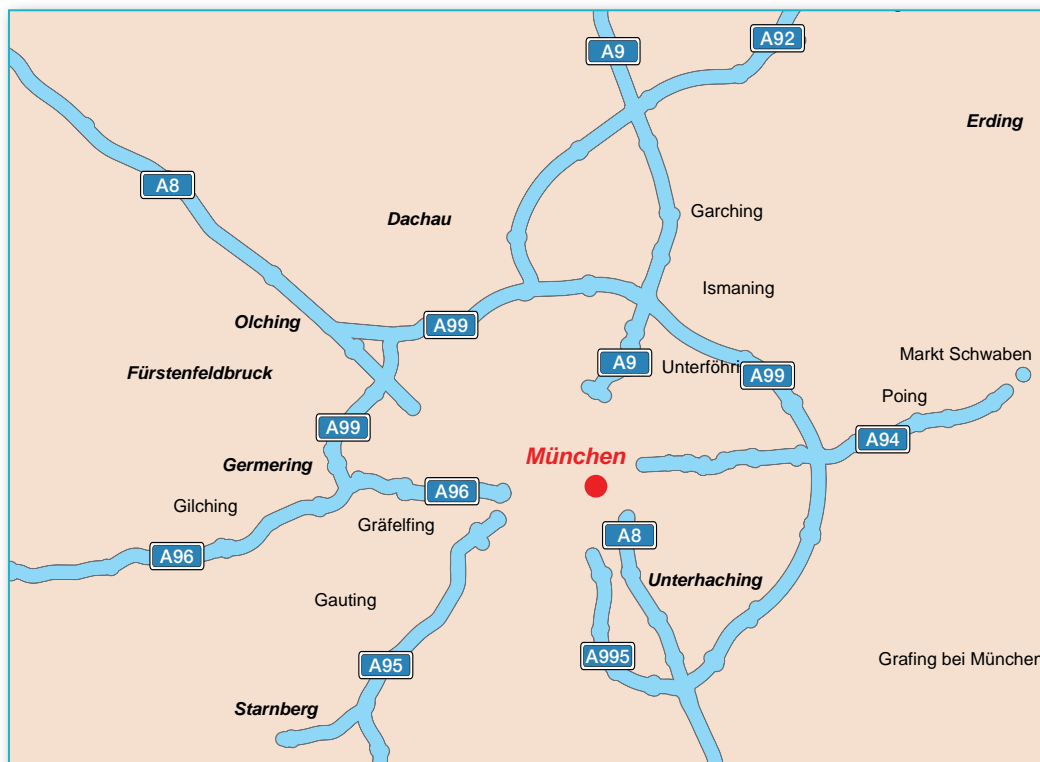 A9
A92
Erding
A8
Dachau
Garching
Ismaning
Olching
A99
Markt Schwaben
A9
Unterföhri
A99
Fürstenfeldbruck
Poing
A99
A94
München
Germering
A96
Gilching
Gräfelfing
A8
A96
Unterhaching
Gauting
A995
Grafing bei München
A95
Starnberg